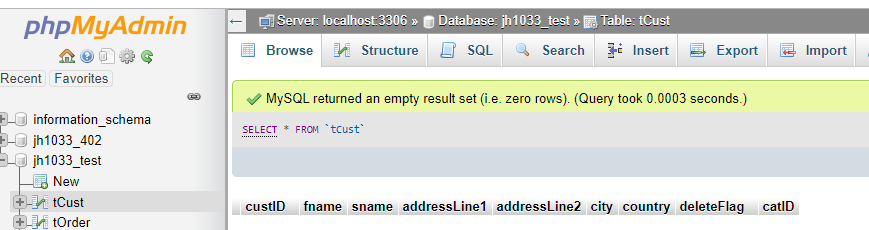 phpMyAdmin
Recent Favorites
information_schema
jh1033_402
jh1033_test
New
tCust
tOrder
Server: localhost:3306 » Database: jh1033_test » Table: tCust
Browse Structure SQL Search Insert Export Import
MySQL returned an empty result set (i.e. zero rows). (Query took 0.0003 seconds.)
SELECT * FROM `tCust`
custID fname sname addressLine1 addressLine2 city country deleteFlag catID